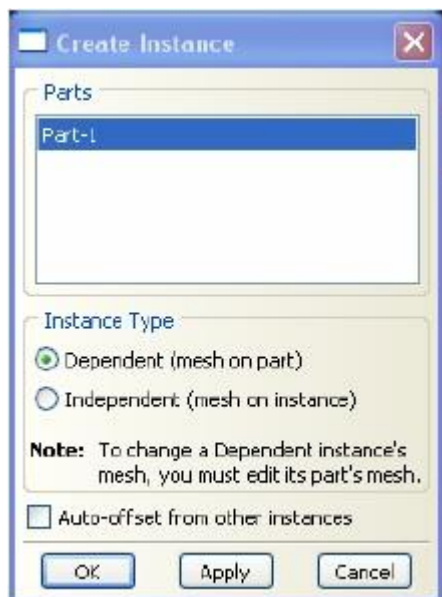 Create Instance
Parts
Part-1
Instance Type
Dependent (mesh on part)
Independent (mesh on instance)
Note: To change a Dependent instance's
mesh, you must edit its part's mesh.
Auto-offset from other instances
OK Apply Cancel